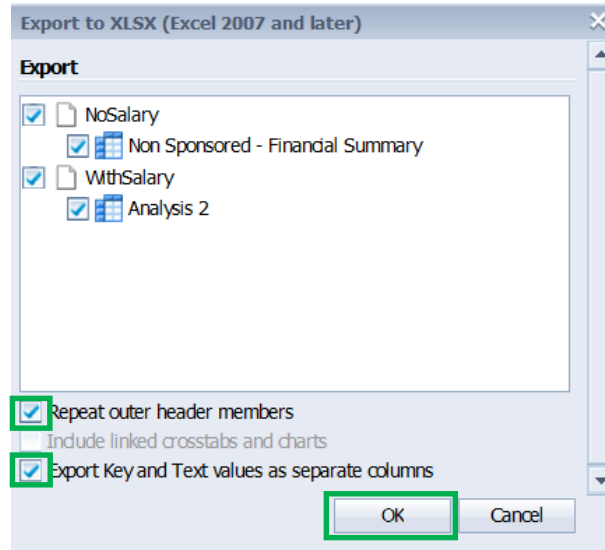 Export to XLSX (Excel 2007 and later)
Export
NoSalary
Non Sponsored - Financial Summary
WithSalary
Analysis 2
Repeat outer header members
Include linked crosstabs and charts
Export Key and Text values as separate columns
OK
Cancel